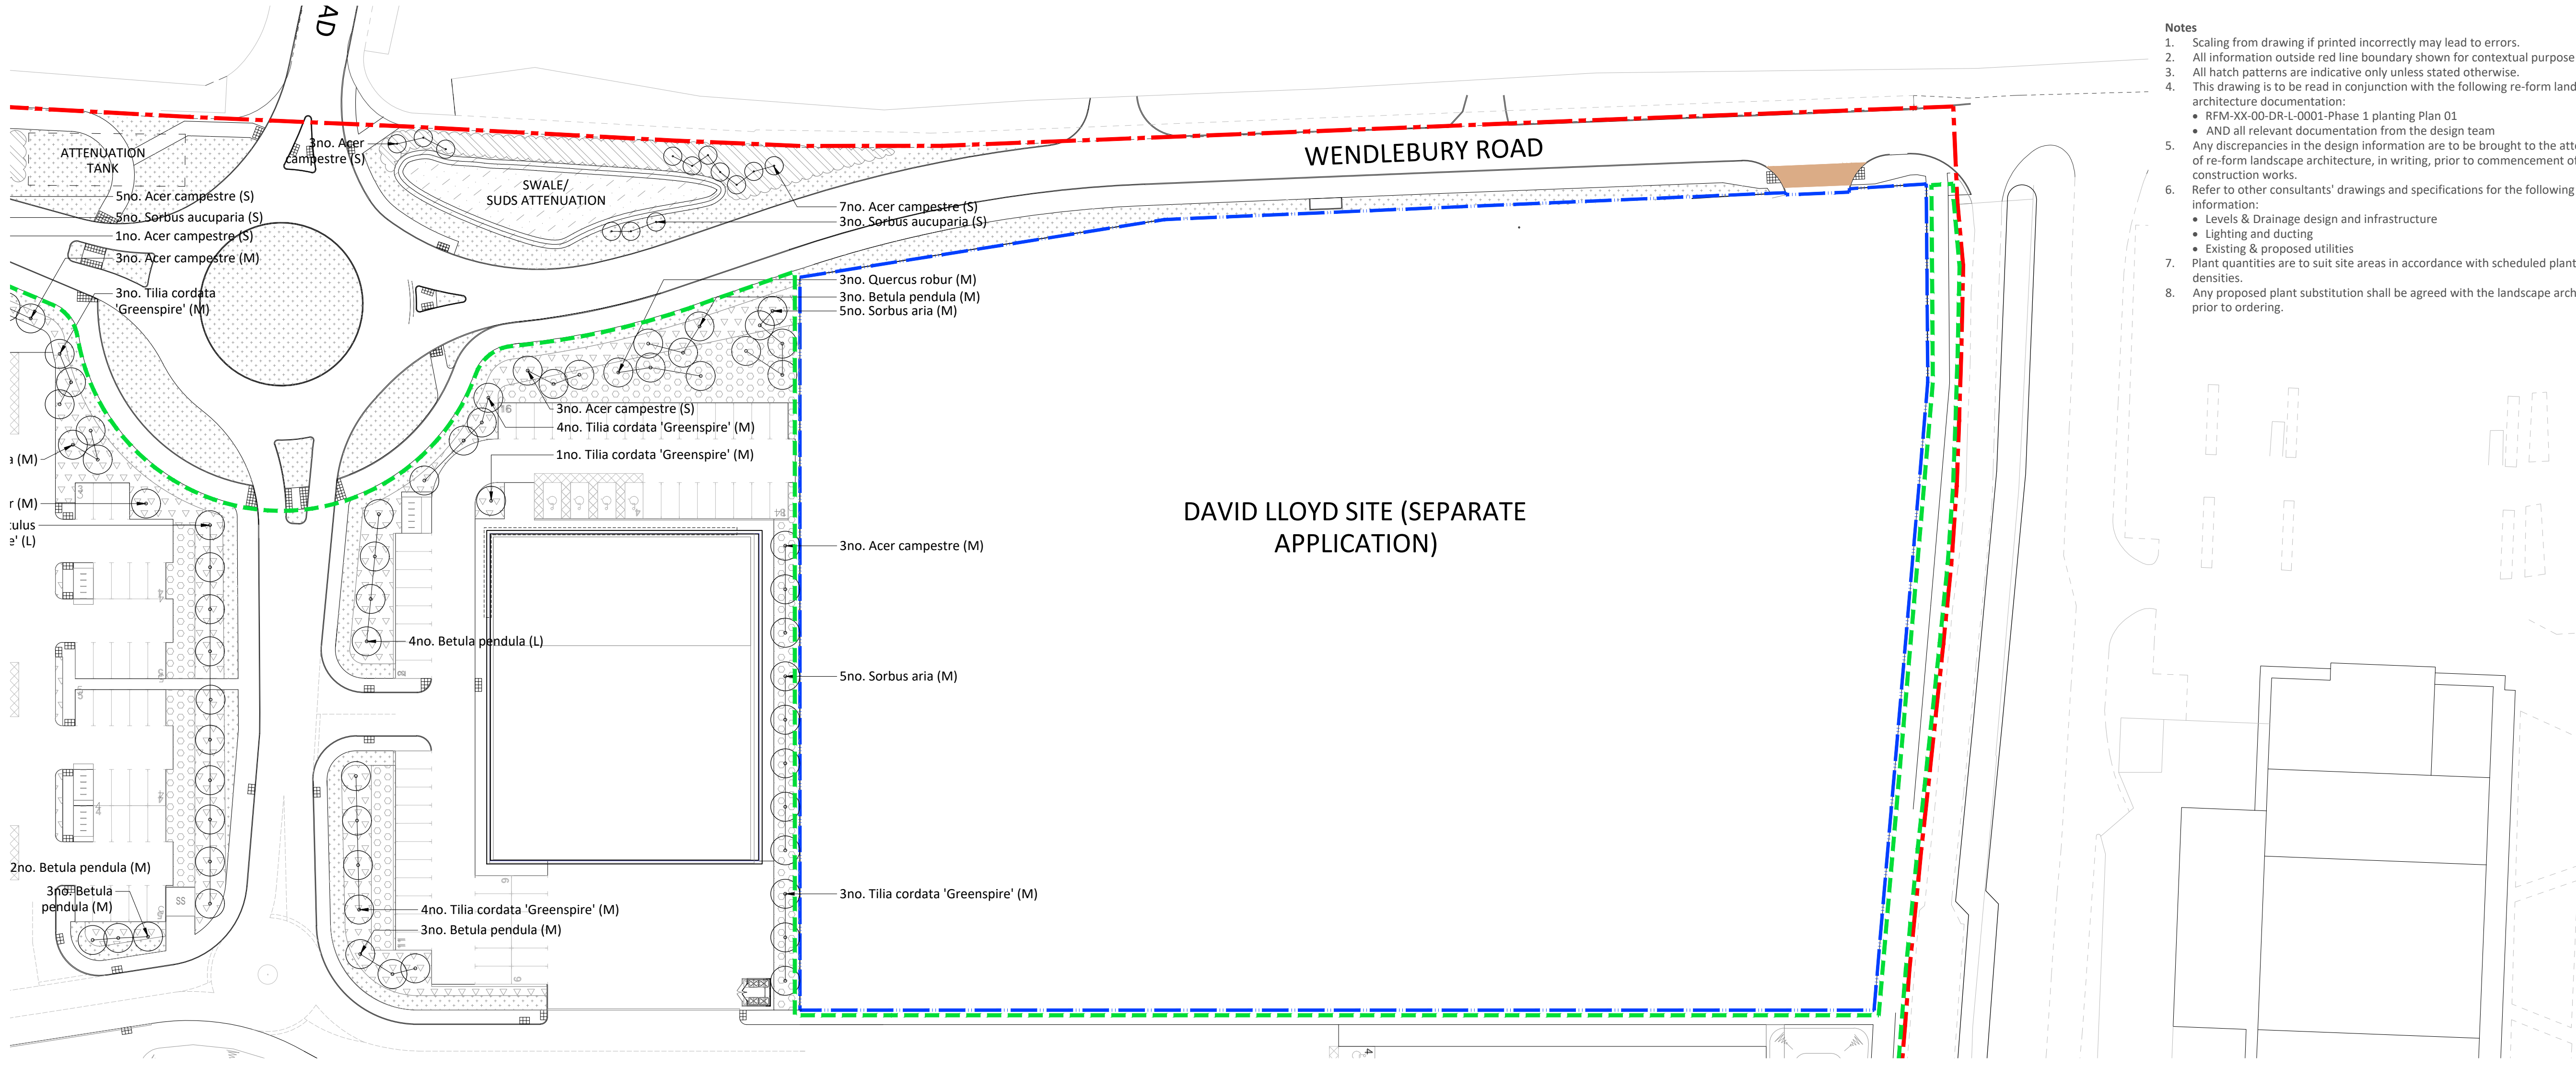 AD
Notes
1. Scaling from drawing if printed incorrectly may lead to errors.
2. All information outside red line boundary shown for contextual purpose
3. All hatch patterns are indicative only unless stated otherwise.
4. This drawing is to be read in conjunction with the following re-form land
architecture documentation:
• RFM-XX-00-DR-L-0001-Phase 1 planting Plan 01
• AND all relevant documentation from the design team
5. Any discrepancies in the design information are to be brought to the atte
of re-form landscape architecture, in writing, prior to commencement of
construction works.
6. Refer to other consultants' drawings and specifications for the following
information:
• Levels & Drainage design and infrastructure
• Lighting and ducting
• Existing & proposed utilities
7. Plant quantities are to suit site areas in accordance with scheduled plant
densities.
8. Any proposed plant substitution shall be agreed with the landscape arch
prior to ordering.
ATTENUATION
TANK
3no. Acer
campestre (S)
WENDLEBURY ROAD
SWALE/
SUDS ATTENUATION
5no. Acer campestre (S)
5no. Sorbus aucuparia (S)
1no. Acer campestre (S)
3no. Acer campestre (M)
3no. Tilia cordata
'Greenspire' (M)
7no. Acer campestre (S)
3no. Sorbus aucuparia (S)
3no. Quercus robur (M)
3no. Betula pendula (M)
5no. Sorbus aria (M)
16
3no. Acer campestre (S)
4no. Tilia cordata 'Greenspire' (M)
1no. Tilia cordata 'Greenspire' (M)
a (M)
r (M)
ulus
e' (L)
DAVID LLOYD SITE (SEPARATE
APPLICATION)
3no. Acer campestre (M)
4no. Betula pendula (L)
5no. Sorbus aria (M)
2no. Betula pendula (M)
3no. Betula
pendula (M)
SS
9
3no. Tilia cordata 'Greenspire' (M)
4no. Tilia cordata 'Greenspire' (M)
3no. Betula pendula (M)
9
4